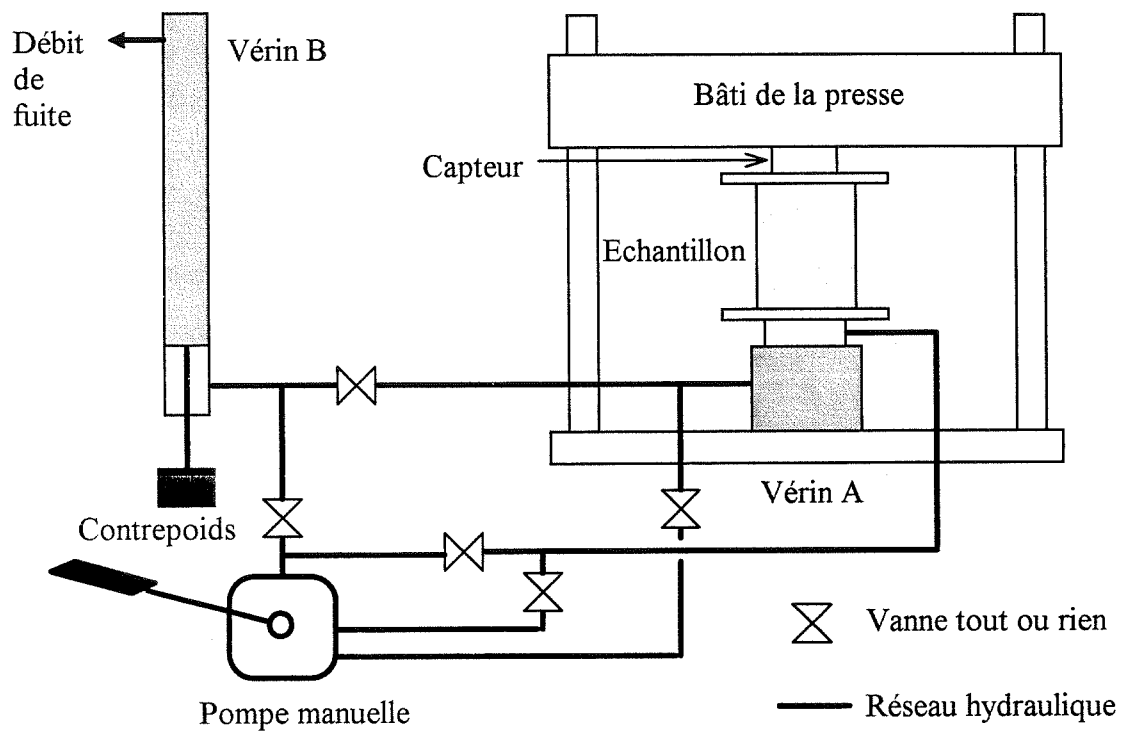 Débit
de
fuite
Vérin B
Bâti de la presse
Capteur
Echantillon
Vérin A
Contrepoids
Vanne tout ou rien
Pompe manuelle
Réseau hydraulique